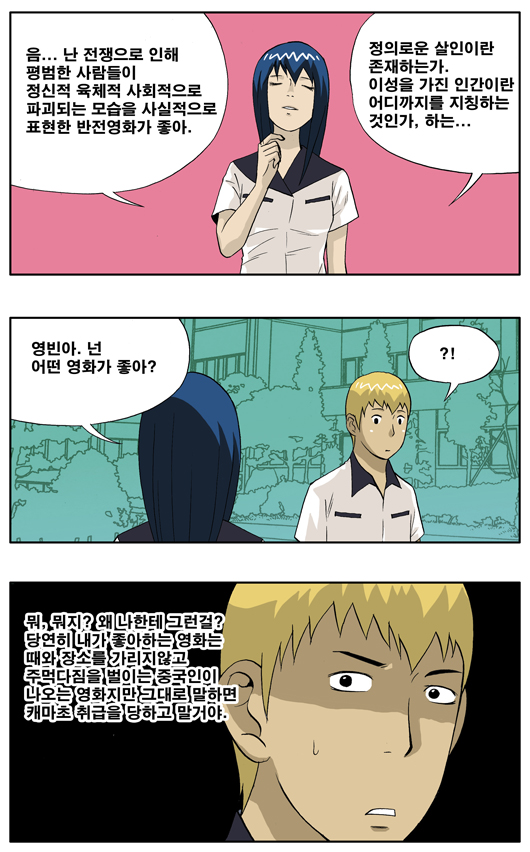 음... 난 전쟁으로 인해
평범한 사람들이
정신적 육체적 사회적으로
파괴되는 모습을 사실적으로
표현한 반전영화가 좋아.
정의로운 살인이란
존재하는가.
이성을 가진 인간이란
어디까지를 지칭하는
것인가, 하는...
영빈아. 넌
어떤 영화가 좋아?
?!
뭐, 뭐지? 왜 나한테 그런걸?
당연히 내가 좋아하는 영화는
때와 장소를 가리지않고
주먹다짐을 벌이는 중국인이
나오는 영화지만 그대로 말하면
캐마초 취급을 당하고 말거야.